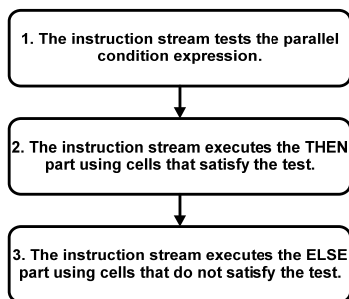 1. The instruction stream tests the parallel
condition expression.
2. The instruction stream executes the THEN
part using cells that satisfy the test.
3. The instruction stream executes the ELSE
part using cells that do not satisfy the test.